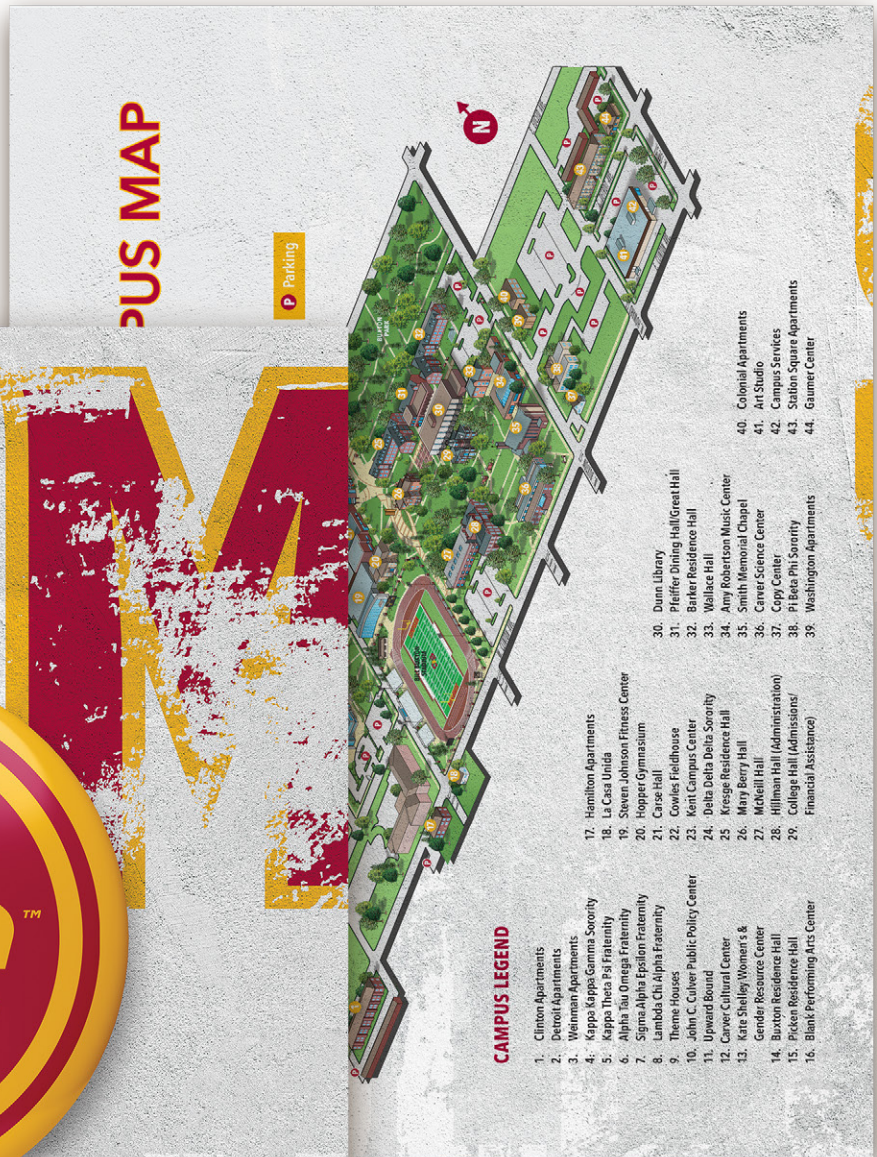 PUS MAP
P Parking
N
BUXTON
PARK
M
TM
CAMPUS LEGEND
1. Clinton Apartments
2. Detroit Apartments
3. Weinman Apartments
4: Kappa Kappa Gamma Sorority
5. Kappa Theta Psi Fraternity
6. Alpha Tau Omega Fraternity
7. Sigma Alpha Epsilon Fraternity
8. Lambda Chi Alpha Fraternity
9. Theme Houses
10. John C. Culver Public Policy Center
11. Upward Bound
12. Carver Cultural Center
13. Kate Shelley Women's &
Gender Resource Center
14. Buxton Residence Hall
15. Picken Residence Hall
16. Blank Performing Arts Center
17. Hamilton Apartments
18. La Casa Unida
19. Steven Johnson Fitness Center
20. Hopper Gymnasium
21. Carse Hall
22. Cowles Fieldhouse
23. Kent Campus Center
24. Delta Delta Delta Sorority
25 Kresge Residence Hall
26. Mary Berry Hall
27. McNeill Hall
28. Hillman Hall (Administration)
29. College Hall (Admissions/
Financial Assistance)
30. Dunn Library
31. Pfeiffer Dining Hall/Great Hall
32. Barker Residence Hall
33. Wallace Hall
34. Amy Robertson Music Center
35. Smith Memorial Chapel
36. Carver Science Center
37. Copy Center
38. Pi Beta Phi Sorority
39. Washington Apartments
40. Colonial Apartments
41. Art Studio
42. Campus Services
43. Station Square Apartments
44. Gaumer Center